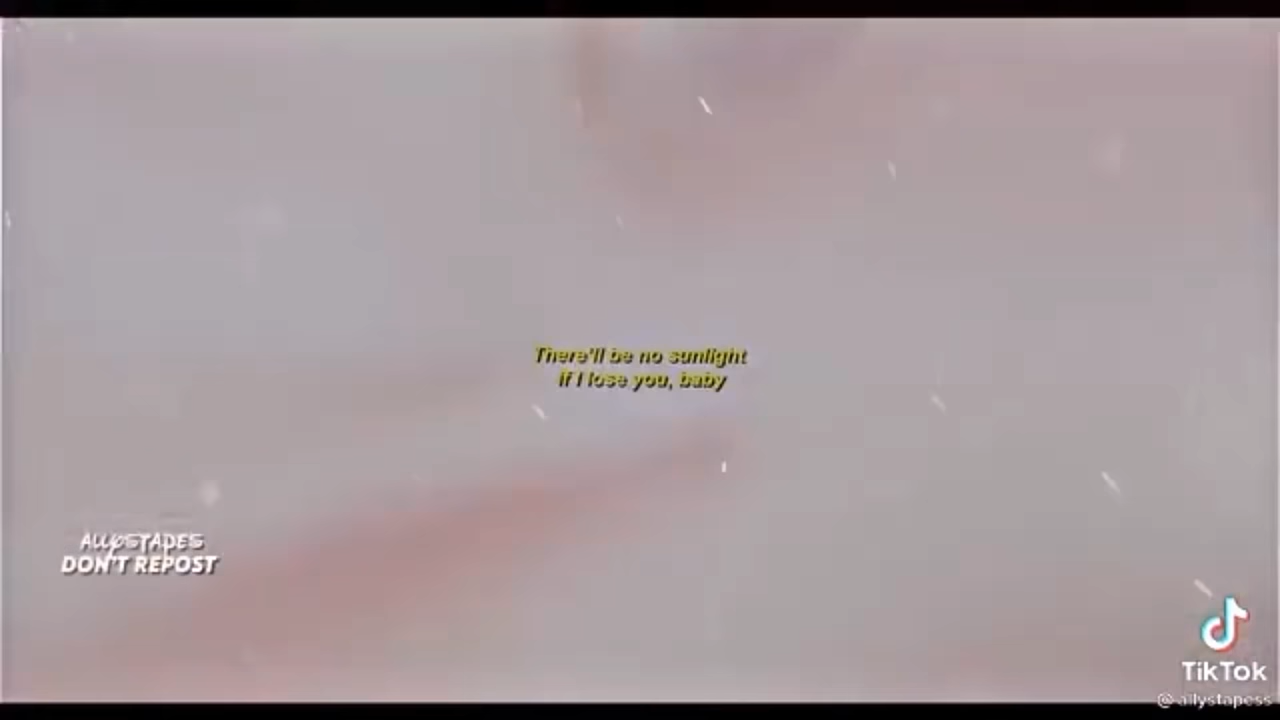 There'll be no sunlight
If I lose you, baby
ALLYSTAPES
DON'T REPOST
TikTok
@allystapess